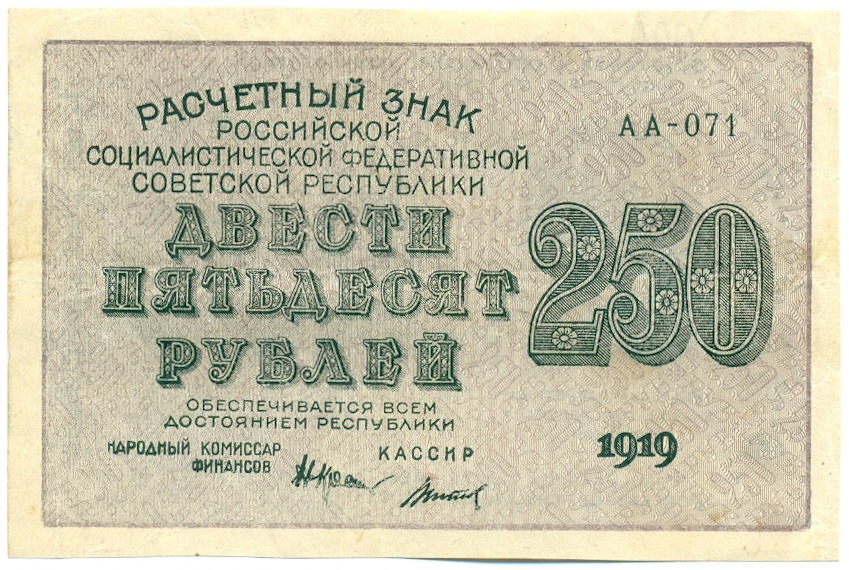 РАСЧЕТНЫЙ ЗНАК
РОССИЙСКОЙ
СОЦИАЛИСТИЧЕСКОЙ ФЕДЕРАТИВНОЙ
СОВЕТСКОЙ РЕСПУБЛИКИ
АА-071
ДВЕСТИ
ПЯТЬДЕСЯТ
РУБЛЕЙ
250
ОБЕСПЕЧИВАЕТСЯ ВСЕМ
ДОСТОЯНИЕМ РЕСПУБЛИКИ
НАРОДНЫЙ КОМИССАР
ФИНАНСОВ
КАССИР
1919